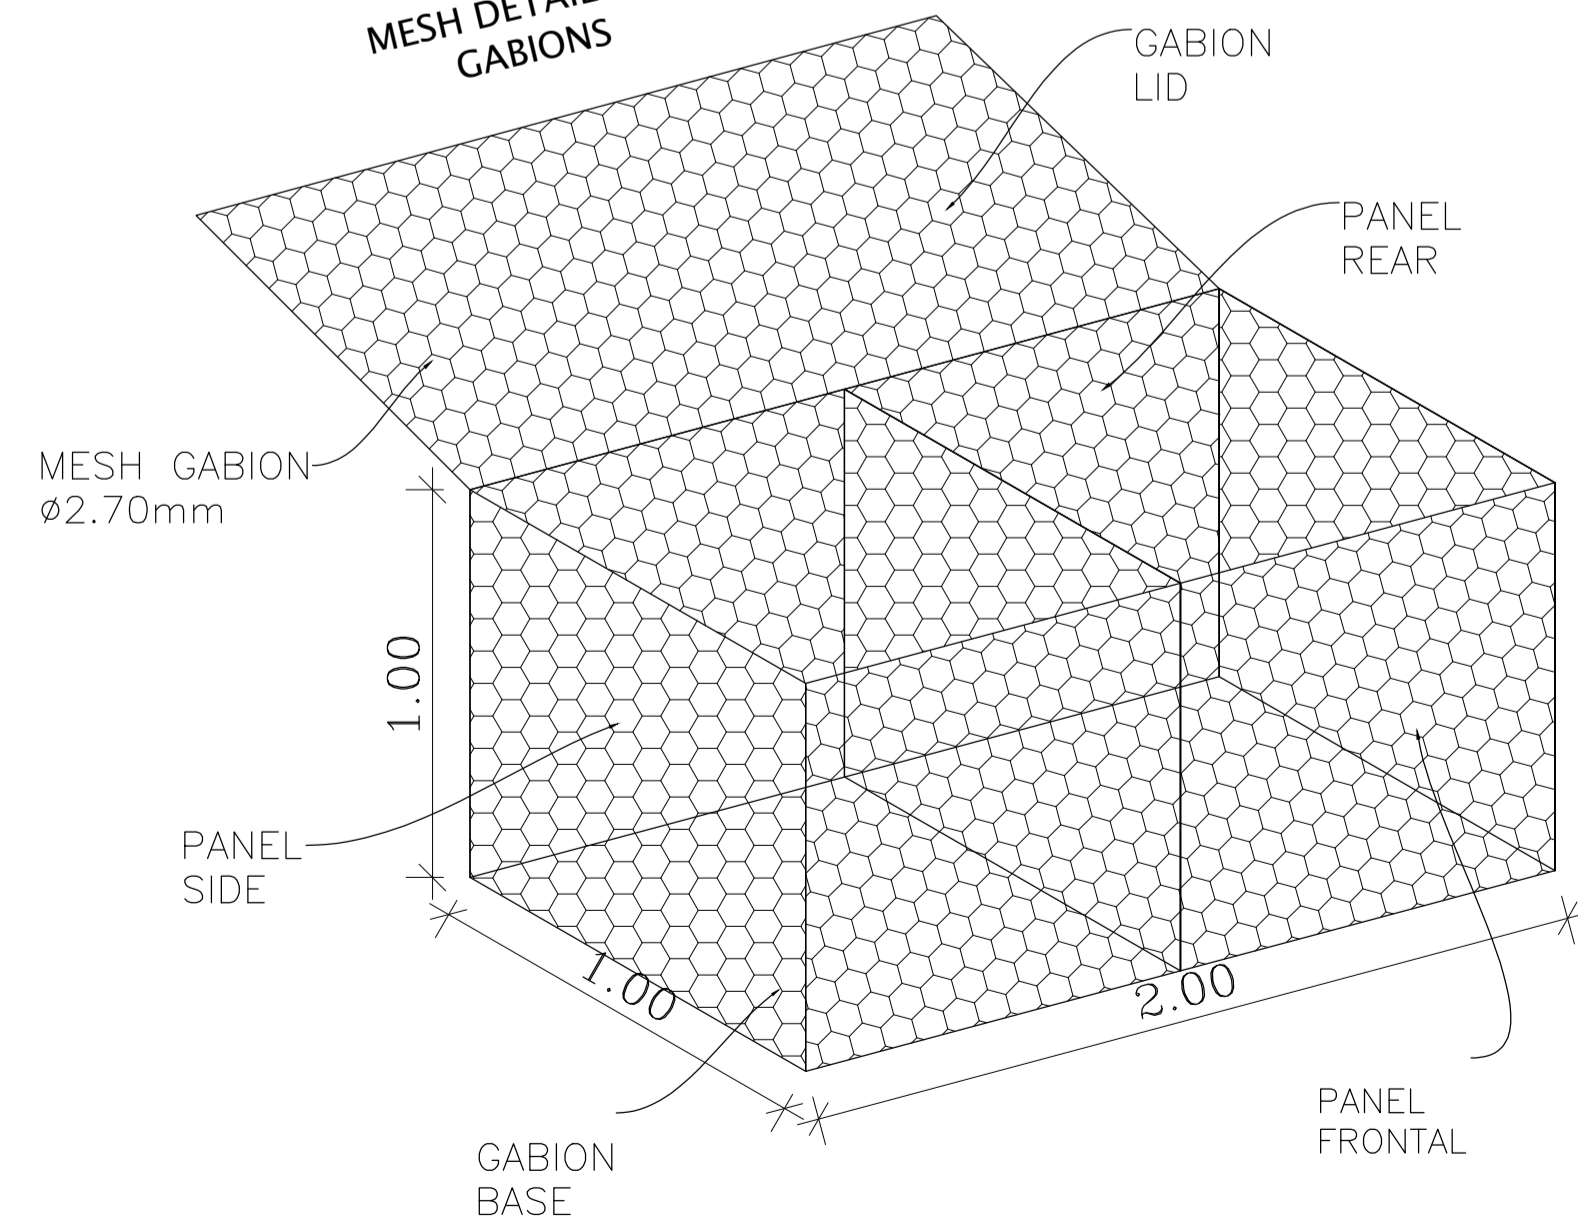 MESH DETAIL
GABIONS
GABION
LID
PANEL
REAR
MESH GABION
Ø2.70mm
1.00
PANEL
SIDE
1.00
2.00
PANEL
FRONTAL
GABION
BASE